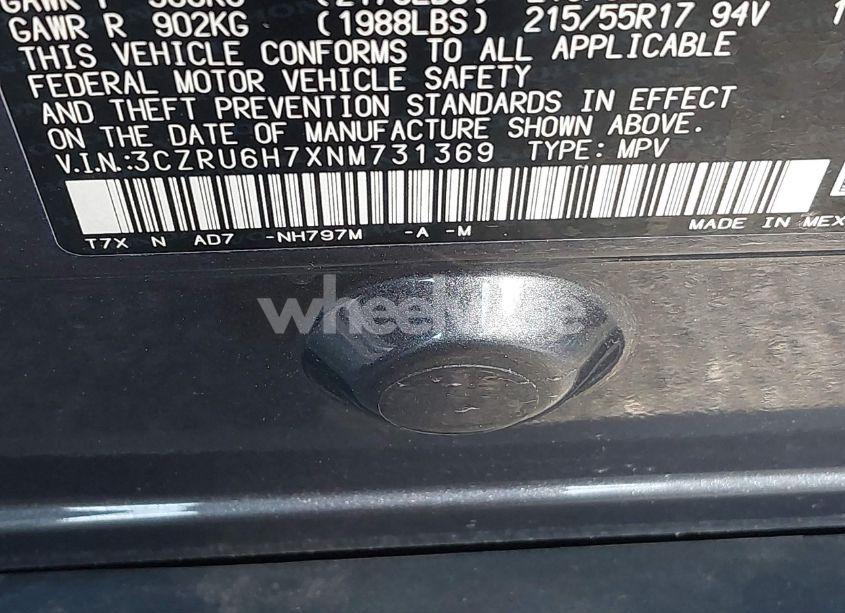 GAWR R 902KG (1988LBS) 215/55R17 94V 1
THIS VEHICLE CONFORMS TO ALL APPLICABLE
FEDERAL MOTOR VEHICLE SAFETY
AND THEFT PREVENTION STANDARDS IN EFFECT
ON THE DATE OF MANUFACTURE SHOWN ABOVE.
V.I.N.:3CZRU6H7XNM731369 TYPE: MPV
T7X N AD7 -NH797M -A -M MADE IN MEX